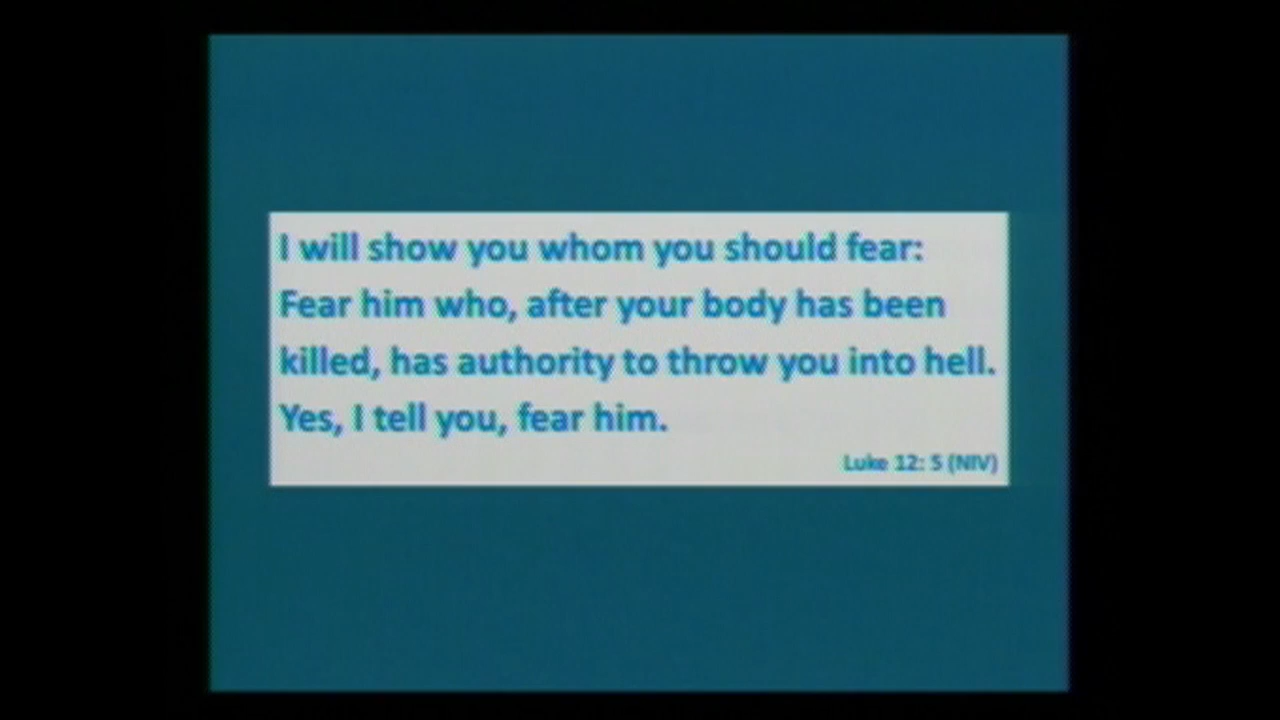 I will show you whom you should fear:
Fear him who, after your body has been
killed, has authority to throw you into hell.
Yes, I tell you, fear him.
Luke 12: 5 (NIV)